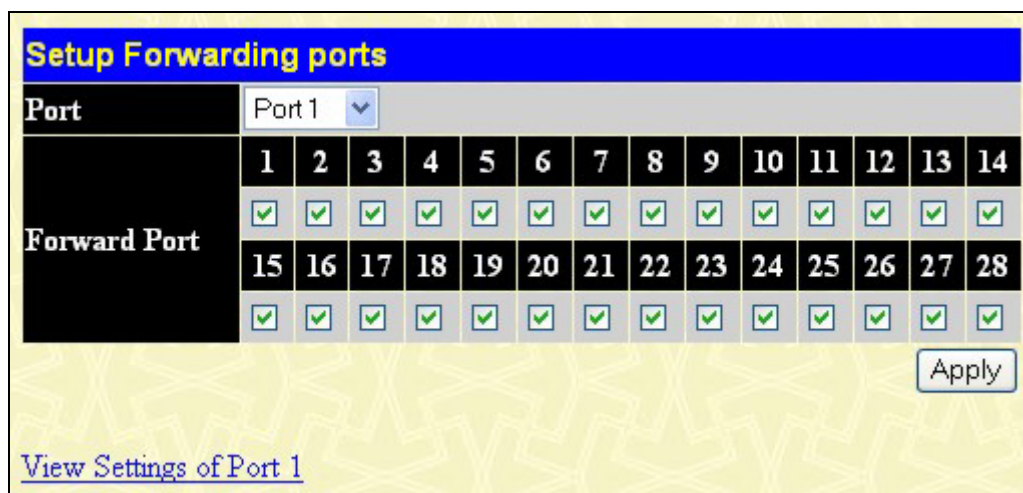 Setup Forwarding ports
Port Port 1
1 2 3 4 5 6 7 8 9 10 11 12 13 14
Forward Port
15 16 17 18 19 20 21 22 23 24 25 26 27 28
Apply
View Settings of Port 1